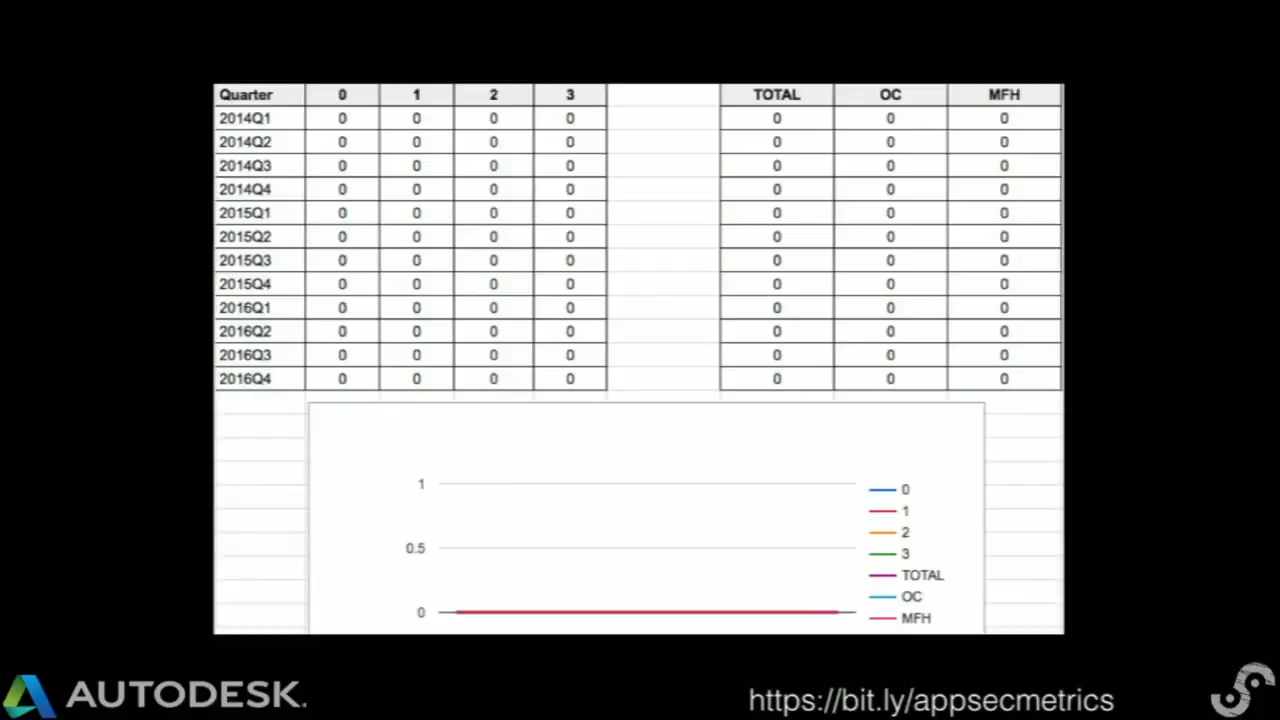 Quarter 0 1 2 3 TOTAL OC MFH
2014Q1 0 0 0 0 0 0 0
2014Q2 0 0 0 0 0 0 0
2014Q3 0 0 0 0 0 0 0
2014Q4 0 0 0 0 0 0 0
2015Q1 0 0 0 0 0 0 0
2015Q2 0 0 0 0 0 0 0
2015Q3 0 0 0 0 0 0 0
2015Q4 0 0 0 0 0 0 0
2016Q1 0 0 0 0 0 0 0
2016Q2 0 0 0 0 0 0 0
2016Q3 0 0 0 0 0 0 0
2016Q4 0 0 0 0 0 0 0
1
0.5
0
0
1
2
3
TOTAL
OC
MFH
AUTODESK.
https://bit.ly/appsecmetrics